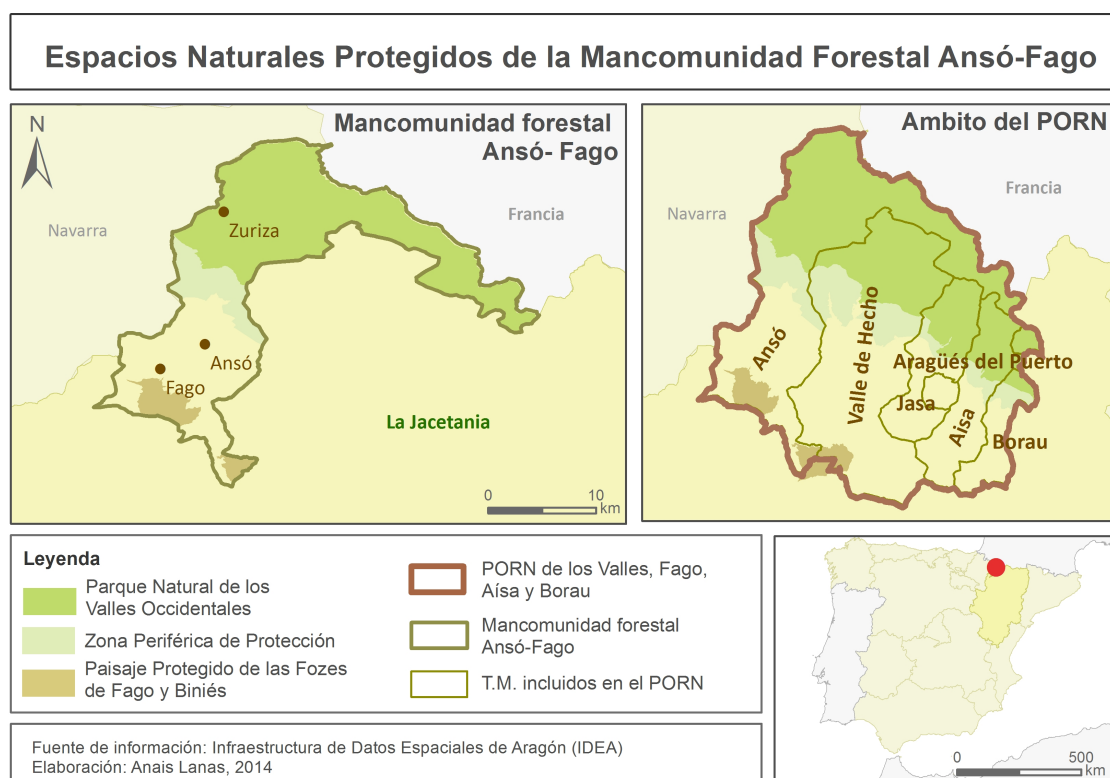 Espacios Naturales Protegidos de la Mancomunidad Forestal Ansó-Fago
N
Mancomunidad forestal
Ansó- Fago
Navarra
Francia
Zuriza
Ansó
Fago
La Jacetania
0 10
km
Ambito del PORN
Francia
Navarra
Ansó
Valle de Hecho
Aragüés del Puerto
Jasa
Aisa
Borau
Leyenda
Parque Natural de los
Valles Occidentales
Zona Periférica de Protección
Paisaje Protegido de las Fozes
de Fago y Biniés
PORN de los Valles, Fago,
Aísa y Borau
Mancomunidad forestal
Ansó-Fago
T.M. incluidos en el PORN
Fuente de información: Infraestructura de Datos Espaciales de Aragón (IDEA)
Elaboración: Anais Lanas, 2014
0 500
km